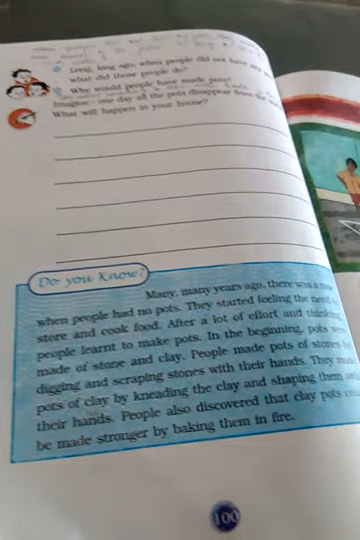 Long, long ago, when people did not have any
what did those people do?
Why would people have made pots?
Imagine—one day all the pots disappear from the
What will happen in your house?
Do you Know?
Many, many years ago, there was a
when people had no pots. They started feeling the need
store and cook food. After a lot of effort and thinking,
people learnt to make pots. In the beginning, pots were
made of stone and clay. People made pots of stones
digging and scraping stones with their hands. They made
pots of clay by kneading the clay and shaping them
their hands. People also discovered that clay pots
be made stronger by baking them in fire.
100